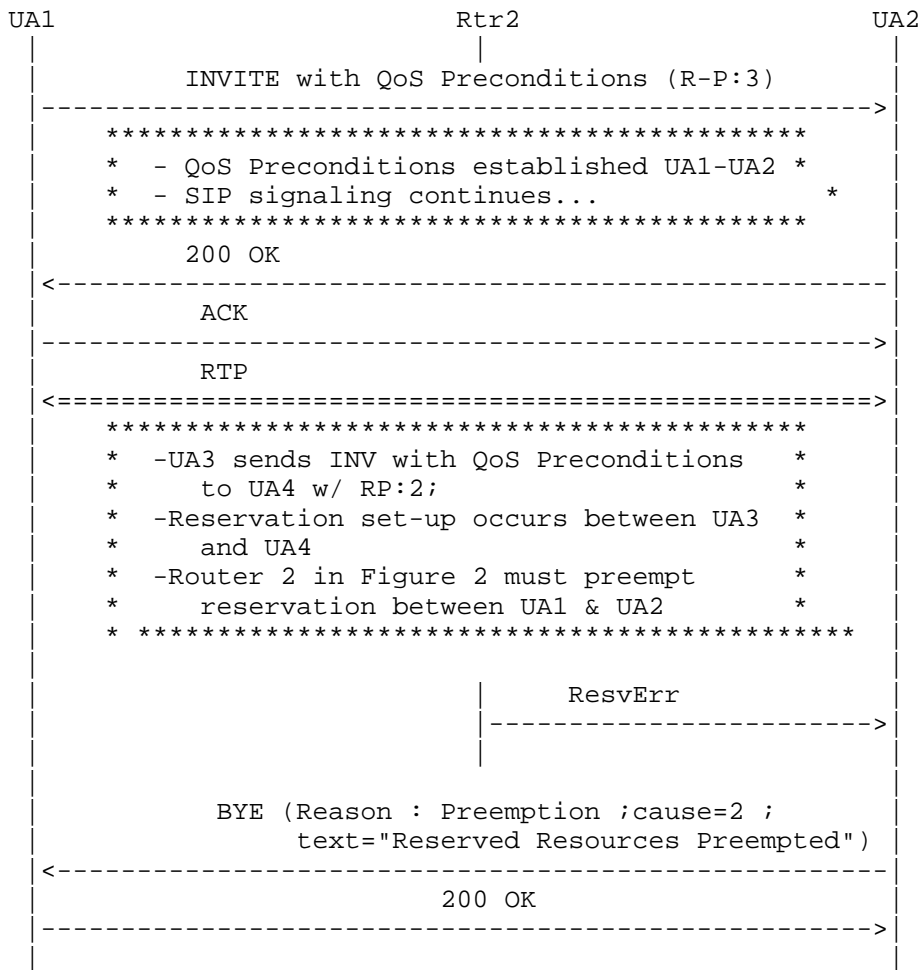 UA1                        Rtr2                        UA2
 |                          |                          |
 |        INVITE with QoS Preconditions (R-P:3)        |
 |---------------------------------------------------->|
 |    ********************************************     |
 |    *  - QoS Preconditions established UA1-UA2 *     |
 |    *  - SIP signaling continues...              *   |
 |    ********************************************     |
 |        200 OK                                       |
 |<----------------------------------------------------|
 |         ACK                                         |
 |---------------------------------------------------->|
 |         RTP                                         |
 |<===================================================>|
 |    ********************************************     |
 |    *  -UA3 sends INV with QoS Preconditions   *     |
 |    *     to UA4 w/ RP:2;                      *     |
 |    *  -Reservation set-up occurs between UA3  *     |
 |    *     and UA4                              *     |
 |    *  -Router 2 in Figure 2 must preempt      *     |
 |    *     reservation between UA1 & UA2        *     |
 |    * *********************************************  |
 |                                                     |
 |                          |     ResvErr              |
 |                          |------------------------->|
 |                          |                          |
 |                                                     |
 |          BYE (Reason : Preemption ;cause=2 ;        |
 |               text="Reserved Resources Preempted")  |
 |<----------------------------------------------------|
 |                        200 OK                       |
 |---------------------------------------------------->|
 |                                                     |